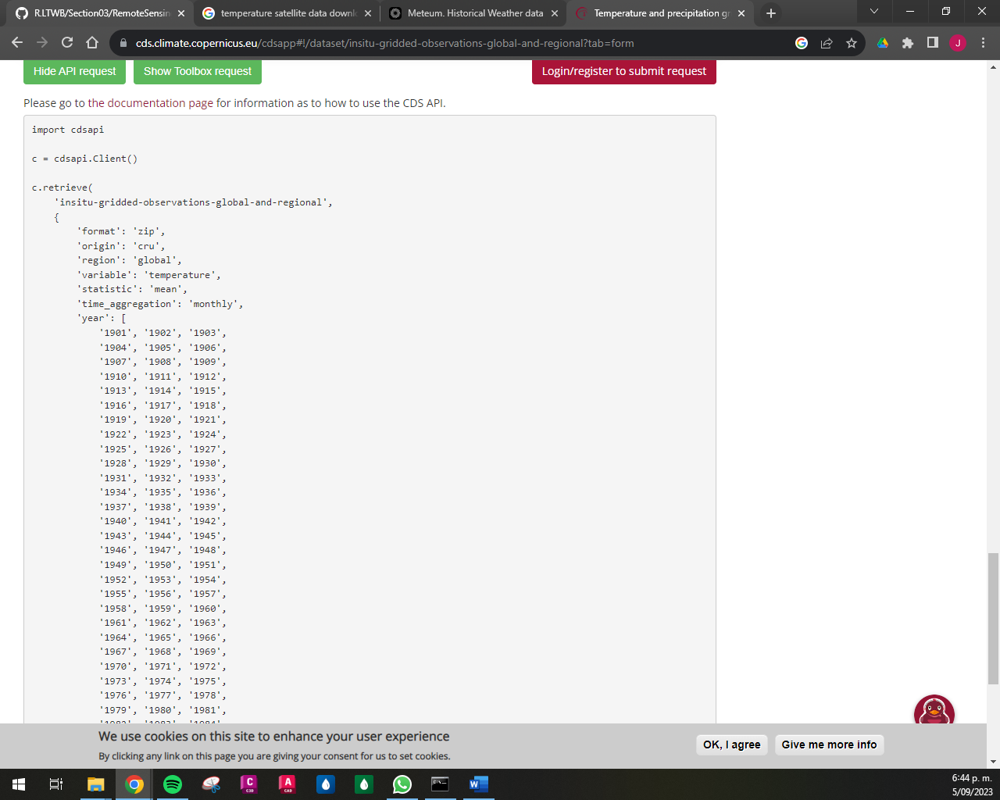 R.LTWB/Section03/RemoteSensin
temperature satellite data downl
Meteum. Historical Weather data
Temperature and precipitation gr
cds.climate.copernicus.eu/cdsapp#!/dataset/insitu-gridded-observations-global-and-regional?tab=form
J
Hide API request
Show Toolbox request
Login/register to submit request
Please go to the documentation page for information as to how to use the CDS API.
import cdsapi
c = cdsapi.Client()
c.retrieve(
'insitu-gridded-observations-global-and-regional',
{
'format': 'zip',
'origin': 'cru',
'region': 'global',
'variable': 'temperature',
'statistic': 'mean',
'time_aggregation': 'monthly',
'year': [
'1901', '1902', '1903',
'1904', '1905', '1906',
'1907', '1908', '1909',
'1910', '1911', '1912',
'1913', '1914', '1915',
'1916', '1917', '1918',
'1919', '1920', '1921',
'1922', '1923', '1924',
'1925', '1926', '1927',
'1928', '1929', '1930',
'1931', '1932', '1933',
'1934', '1935', '1936',
'1937', '1938', '1939',
'1940', '1941', '1942',
'1943', '1944', '1945',
'1946', '1947', '1948',
'1949', '1950', '1951',
'1952', '1953', '1954',
'1955', '1956', '1957',
'1958', '1959', '1960',
'1961', '1962', '1963',
'1964', '1965', '1966',
'1967', '1968', '1969',
'1970', '1971', '1972',
'1973', '1974', '1975',
'1976', '1977', '1978',
'1979', '1980', '1981',
We use cookies on this site to enhance your user experience
By clicking any link on this page you are giving your consent for us to set cookies.
OK, I agree
Give me more info
C
C3D
A
CAD
W
6:44 p. m.
5/09/2023